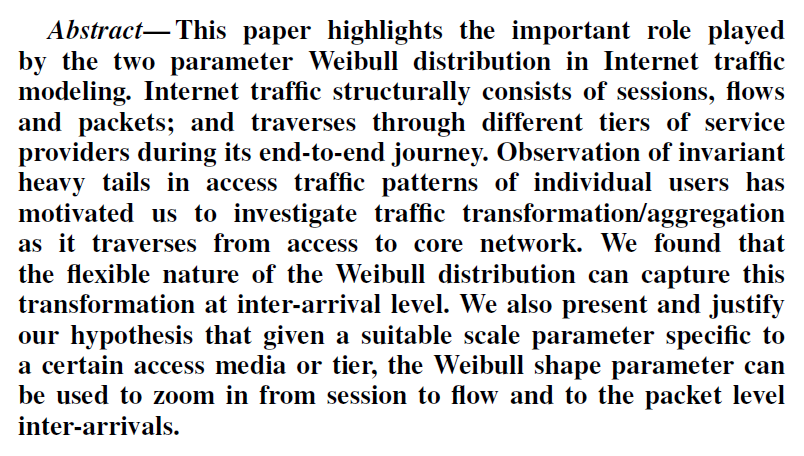 Abstract— This paper highlights the important role played
by the two parameter Weibull distribution in Internet traffic
modeling. Internet traffic structurally consists of sessions, flows
and packets; and traverses through different tiers of service
providers during its end-to-end journey. Observation of invariant
heavy tails in access traffic patterns of individual users has
motivated us to investigate traffic transformation/aggregation
as it traverses from access to core network. We found that
the flexible nature of the Weibull distribution can capture this
transformation at inter-arrival level. We also present and justify
our hypothesis that given a suitable scale parameter specific to
a certain access media or tier, the Weibull shape parameter can
be used to zoom in from session to flow and to the packet level
inter-arrivals.